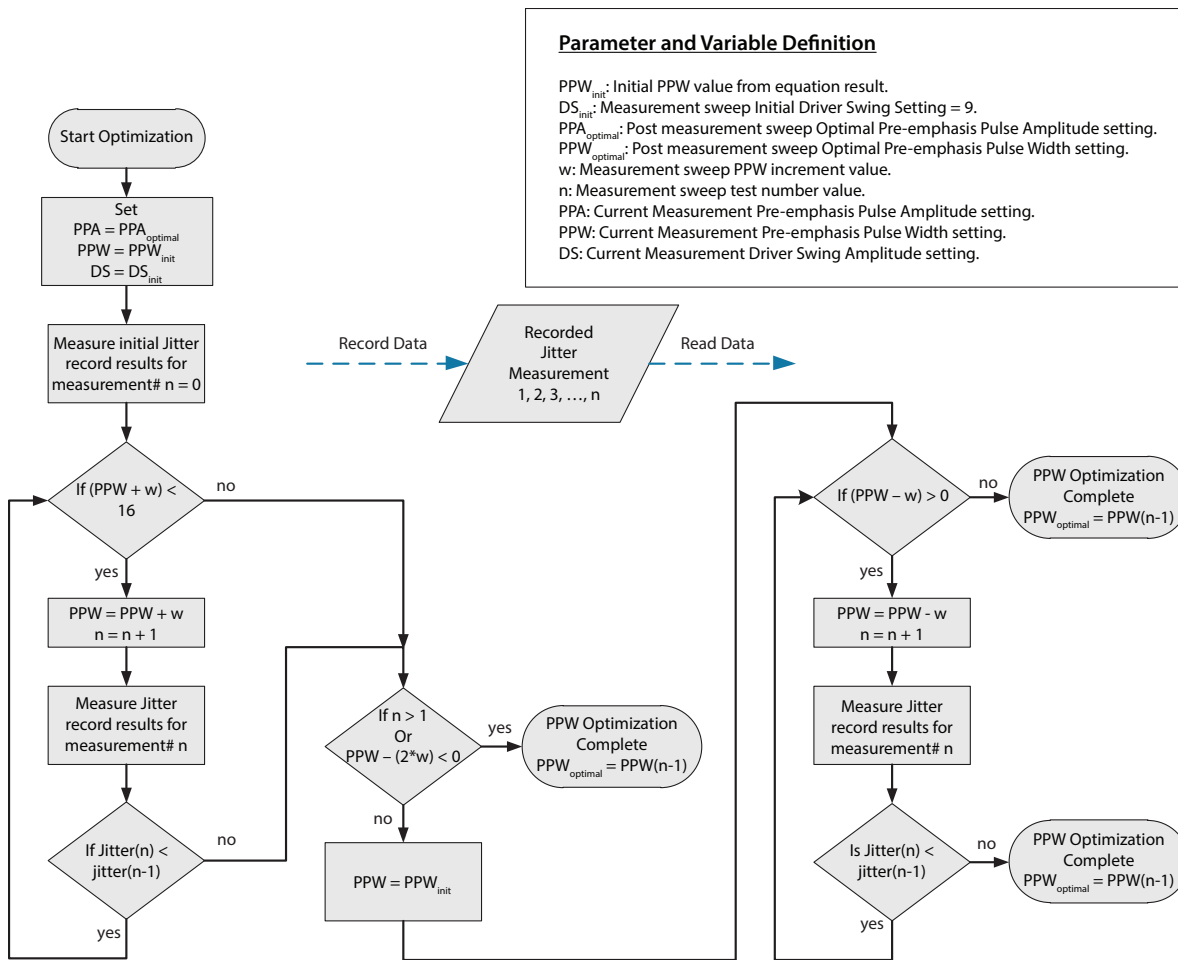 Parameter and Variable Definition
PPWinit: Initial PPW value from equation result.
DSinit: Measurement sweep Initial Driver Swing Setting = 9.
PPAoptimal: Post measurement sweep Optimal Pre-emphasis Pulse Amplitude setting.
PPWoptimal: Post measurement sweep Optimal Pre-emphasis Pulse Width setting.
w: Measurement sweep PPW increment value.
n: Measurement sweep test number value.
PPA: Current Measurement Pre-emphasis Pulse Amplitude setting.
PPW: Current Measurement Pre-emphasis Pulse Width setting.
DS: Current Measurement Driver Swing Amplitude setting.
Start Optimization
Set
PPA = PPAoptimal
PPW = PPWinit
DS = DSinit
Measure initial Jitter
record results for
measurement# n = 0
Record Data
Recorded
Jitter
Measurement
1, 2, 3, …, n
Read Data
If (PPW + w) <
16
no
yes
PPW = PPW + w
n = n + 1
Measure Jitter
record results for
measurement# n
If Jitter(n) <
jitter(n-1)
no
yes
If n > 1
Or
PPW – (2*w) < 0
yes
PPW Optimization
Complete
PPWoptimal = PPW(n-1)
no
PPW = PPWinit
If (PPW – w) > 0
no
PPW Optimization
Complete
PPWoptimal = PPW(n-1)
yes
PPW = PPW - w
n = n + 1
Measure Jitter
record results for
measurement# n
Is Jitter(n) <
jitter(n-1)
no
PPW Optimization
Complete
PPWoptimal = PPW(n-1)
yes